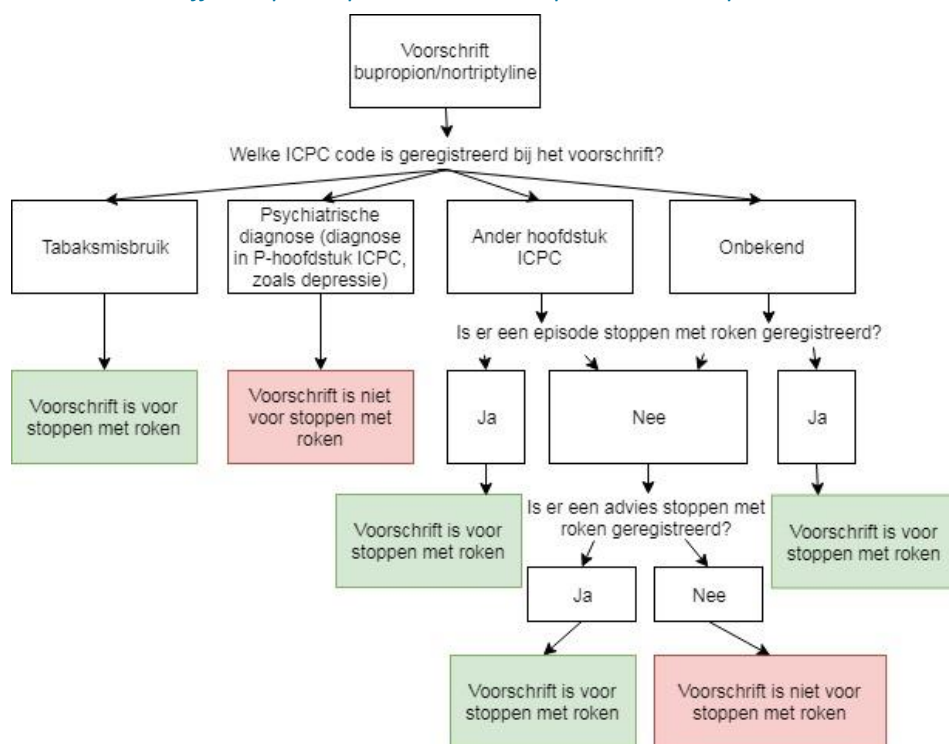 Voorschrift
bupropion/nortriptyline
Welke ICPC code is geregistreerd bij het voorschrift?
Tabaksmisbruik
Psychiatrische
diagnose (diagnose
in P-hoofdstuk ICPC,
zoals depressie)
Ander hoofdstuk
ICPC
Onbekend
Is er een episode stoppen met roken geregistreerd?
Voorschrift is voor
stoppen met roken
Voorschrift is niet
voor stoppen met
roken
Ja
Nee
Ja
Voorschrift is voor
stoppen met roken
Is er een advies stoppen met
roken geregistreerd?
Voorschrift is voor
stoppen met roken
Ja
Nee
Voorschrift is voor
stoppen met roken
Voorschrift is niet voor
stoppen met roken